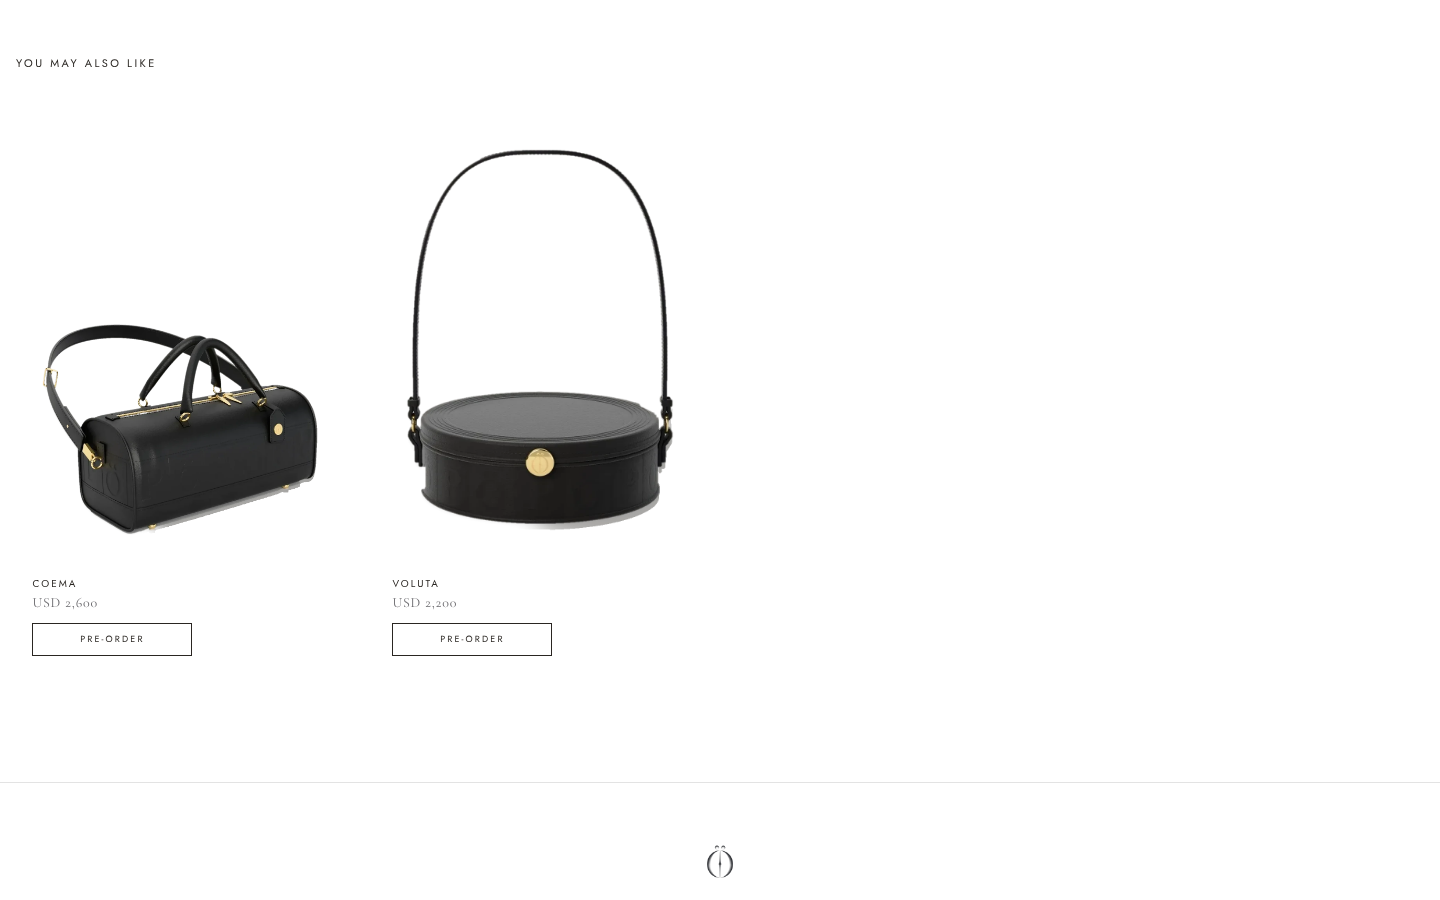 YOU MAY ALSO LIKE
COEMA
USD 2,600
PRE-ORDER
VOLUTA
USD 2,200
PRE-ORDER